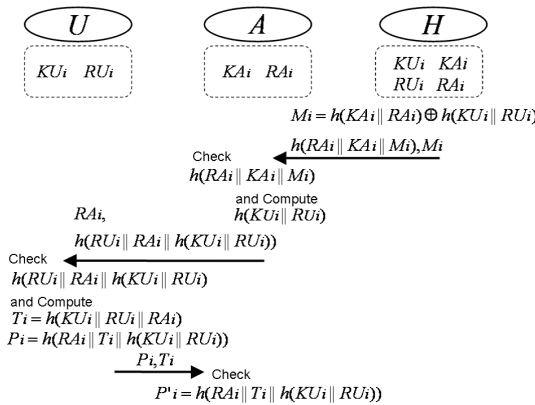 U A H
KUi RUi
KAi RAi
KUi KAi
RUi RAi
Mi = h(KAi || RAi) ⊕ h(KUi || RUi)
h(RAi || KAi || Mi), Mi
Check
h(RAi || KAi || Mi)
and Compute
h(KUi || RUi)
RAi,
h(RUi || RAi || h(KUi || RUi))
Check
h(RUi || RAi || h(KUi || RUi)
and Compute
Ti = h(KUi || RUi || RAi)
Pi = h(RAi || Ti || h(KUi || RUi))
Pi, Ti
Check
P'i = h(RAi || Ti || h(KUi || RUi))